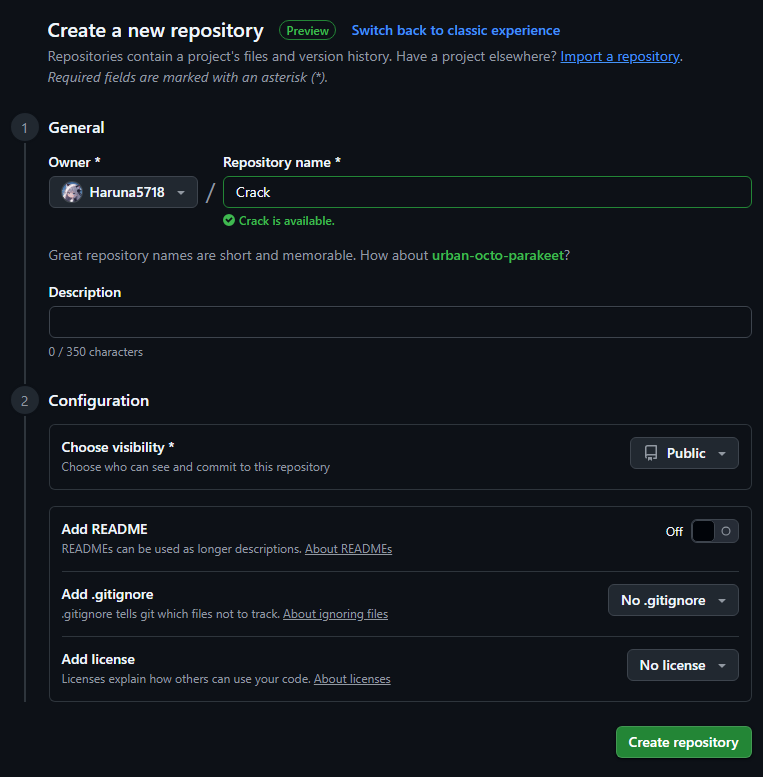 Create a new repository Preview Switch back to classic experience
Repositories contain a project's files and version history. Have a project elsewhere? Import a repository.
Required fields are marked with an asterisk (*).
1 General
Owner * Repository name *
Haruna5718 / Crack
Crack is available.
Great repository names are short and memorable. How about urban-octo-parakeet?
Description
0 / 350 characters
2 Configuration
Choose visibility *
Choose who can see and commit to this repository
Public
Add README
READMEs can be used as longer descriptions. About READMEs
Off
Add .gitignore
.gitignore tells git which files not to track. About ignoring files
No .gitignore
Add license
Licenses explain how others can use your code. About licenses
No license
Create repository